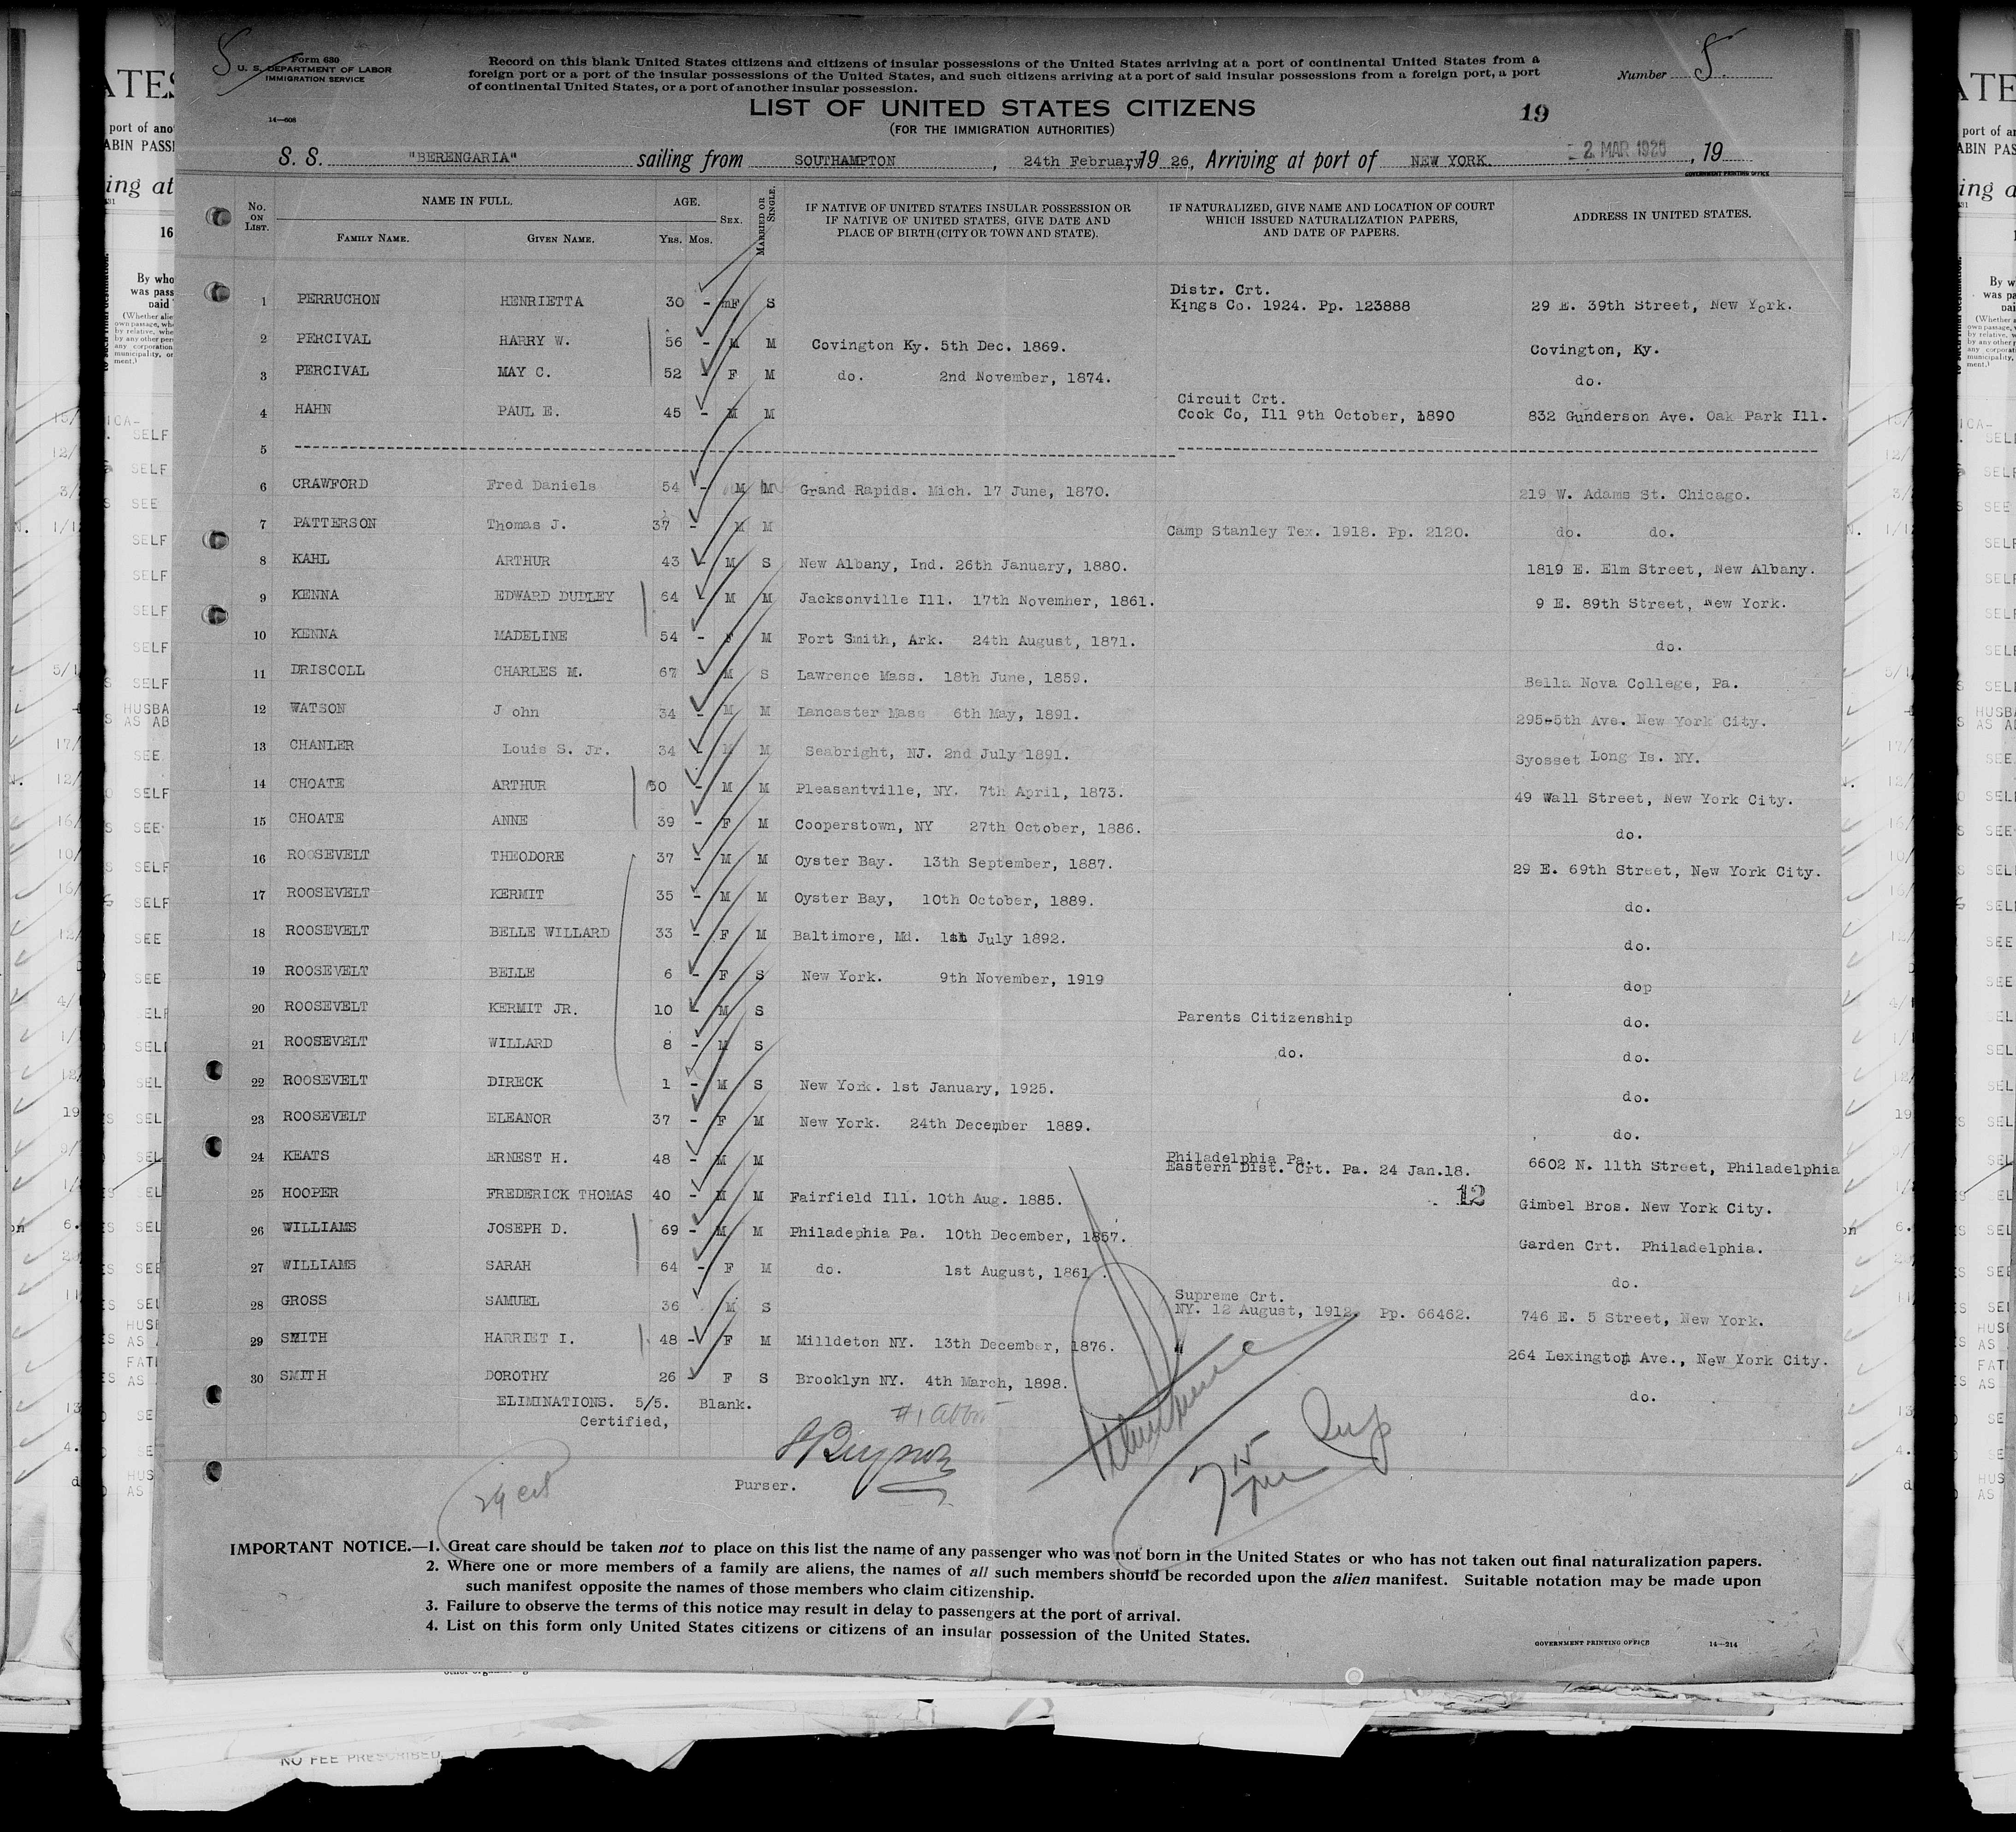 Form 630
U. S. DEPARTMENT OF LABOR
IMMIGRATION SERVICE
14—606
Record on this blank United States citizens and citizens of insular possessions of the United States arriving at a port of continental United States from a
foreign port or a port of the insular possessions of the United States, and such citizens arriving at a port of said insular possessions from a foreign port, a port
of continental United States, or a port of another insular possession.
Number 5.
LIST OF UNITED STATES CITIZENS
(FOR THE IMMIGRATION AUTHORITIES)
19
S. S. "BERENGARIA" sailing from SOUTHAMPTON, 24th February, 19 26, Arriving at port of NEW YORK. 2 MAR 1926, 19
GOVERNMENT PRINTING OFFICE
No. ON LIST. NAME IN FULL. FAMILY NAME. GIVEN NAME. AGE. YRS. MOS. SEX. MARRIED OR SINGLE. IF NATIVE OF UNITED STATES INSULAR POSSESSION OR IF NATIVE OF UNITED STATES, GIVE DATE AND PLACE OF BIRTH (CITY OR TOWN AND STATE). IF NATURALIZED, GIVE NAME AND LOCATION OF COURT WHICH ISSUED NATURALIZATION PAPERS, AND DATE OF PAPERS. ADDRESS IN UNITED STATES.
1 PERRUCHON HENRIETTA 30 - mF S Distr. Crt. Kings Co. 1924. Pp. 123888 29 E. 39th Street, New York.
2 PERCIVAL HARRY W. 56 - M M Covington Ky. 5th Dec. 1869. Covington, Ky.
3 PERCIVAL MAY C. 52 - F M do. 2nd November, 1874. do.
4 HAHN PAUL E. 45 - M M Circuit Crt. Cook Co, Ill 9th October, 1890 832 Gunderson Ave. Oak Park Ill.
5
6 CRAWFORD Fred Daniels 54 - M M Grand Rapids. Mich. 17 June, 1870. 219 W. Adams St. Chicago.
7 PATTERSON Thomas J. 37 - M M Camp Stanley Tex. 1918. Pp. 2120. do. do.
8 KAHL ARTHUR 43 - M S New Albany, Ind. 26th January, 1880. 1819 E. Elm Street, New Albany.
9 KENNA EDWARD DUDLEY 64 - M M Jacksonville Ill. 17th November, 1861. 9 E. 89th Street, New York.
10 KENNA MADELINE 54 - F M Fort Smith, Ark. 24th August, 1871. do.
11 DRISCOLL CHARLES M. 67 - M S Lawrence Mass. 18th June, 1859. Bella Nova College, Pa.
12 WATSON J ohn 34 - M M Lancaster Mass 6th May, 1891. 295-5th Ave. New York City.
13 CHANLER Louis S. Jr. 34 - M M Seabright, NJ. 2nd July 1891. Syosset Long Is. NY.
14 CHOATE ARTHUR 50 - M M Pleasantville, NY. 7th April, 1873. 49 Wall Street, New York City.
15 CHOATE ANNE 39 - F M Cooperstown, NY 27th October, 1886. do.
16 ROOSEVELT THEODORE 37 - M M Oyster Bay. 13th September, 1887. 29 E. 69th Street, New York City.
17 ROOSEVELT KERMIT 35 - M M Oyster Bay, 10th October, 1889. do.
18 ROOSEVELT BELLE WILLARD 33 - F M Baltimore, Md. July 1892. do.
19 ROOSEVELT BELLE 6 - F S New York. 9th November, 1919 dop
20 ROOSEVELT KERMIT JR. 10 - M S Parents Citizenship do.
21 ROOSEVELT WILLARD 8 - M S do. do.
22 ROOSEVELT DIRECK 1 - M S New York. 1st January, 1925. do.
23 ROOSEVELT ELEANOR 37 - F M New York. 24th December 1889. do.
24 KEATS ERNEST H. 48 - M M Philadelphia Pa. Eastern Dist. Crt. Pa. 24 Jan.18. 6602 N. 11th Street, Philadelphia
25 HOOPER FREDERICK THOMAS 40 - M M Fairfield Ill. 10th Aug. 1885. 12 Gimbel Bros. New York City.
26 WILLIAMS JOSEPH D. 69 - M M Philadephia Pa. 10th December, 1857. Garden Crt. Philadelphia.
27 WILLIAMS SARAH 64 - F M do. 1st August, 1861. do.
28 GROSS SAMUEL 36 M S Supreme Crt. NY. 12 August, 1912. Pp. 66462. 746 E. 5 Street, New York.
29 SMITH HARRIET I. 48 - F M Milldeton NY. 13th December, 1876. " 264 Lexington Ave., New York City.
30 SMITH DOROTHY 26 - F S Brooklyn NY. 4th March, 1898. do.
ELIMINATIONS. 5/5. Blank.
Certified,
Purser.
IMPORTANT NOTICE.—1. Great care should be taken not to place on this list the name of any passenger who was not born in the United States or who has not taken out final naturalization papers.
2. Where one or more members of a family are aliens, the names of all such members should be recorded upon the alien manifest. Suitable notation may be made upon
such manifest opposite the names of those members who claim citizenship.
3. Failure to observe the terms of this notice may result in delay to passengers at the port of arrival.
4. List on this form only United States citizens or citizens of an insular possession of the United States.
GOVERNMENT PRINTING OFFICE 14—214
NO FEE PRESCRIBED